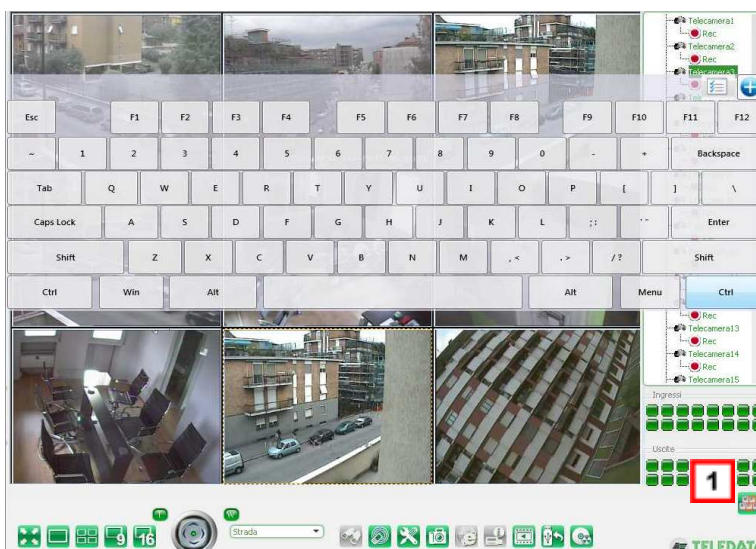 Telecamera1
Rec
Telecamera2
Rec
Telecamera3
Esc F1 F2 F3 F4 F5 F6 F7 F8 F9 F10 F11 F12
~ 1 2 3 4 5 6 7 8 9 0 - + Backspace
Tab Q W E R T Y U I O P [ ] \
Caps Lock A S D F G H J K L ; : ' " Enter
Shift Z X C V B N M , < . > / ? Shift
Ctrl Win Alt Alt Menu Ctrl
Rec
Telecamera13
Rec
Telecamera14
Rec
Telecamera15
Ingressi
Uscite
1
T W
9 16
Strada
TELEDATA